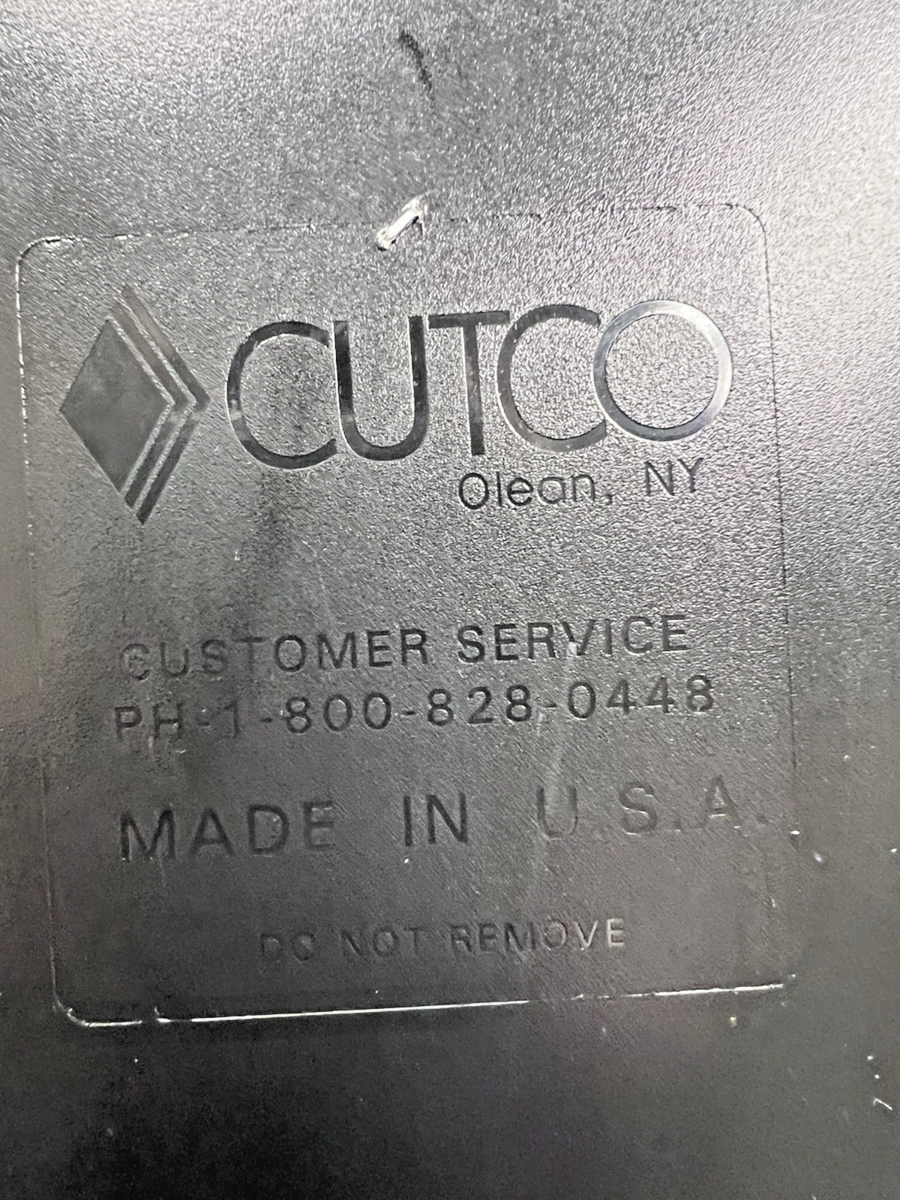 CUTCO
Olean, NY
CUSTOMER SERVICE
PH-1-800-828-0448
MADE IN U.S.A.
DO NOT REMOVE